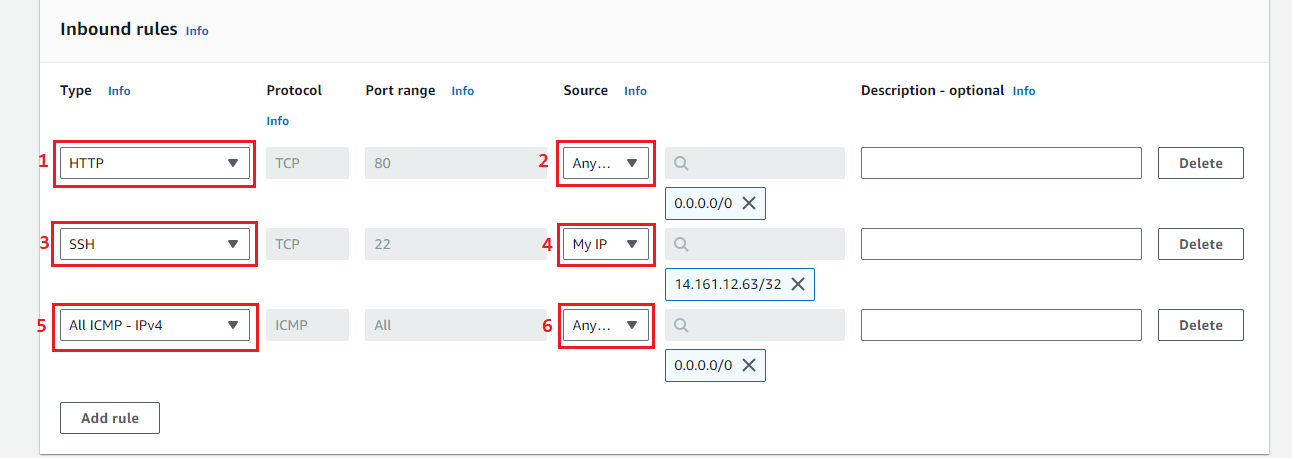 Inbound rules Info
Type Info Protocol Port range Info Source Info Description - optional Info
Info
1 HTTP TCP 80 2 Any... Delete
0.0.0.0/0
3 SSH TCP 22 4 My IP Delete
14.161.12.63/32
5 All ICMP - IPv4 ICMP All 6 Any... Delete
0.0.0.0/0
Add rule